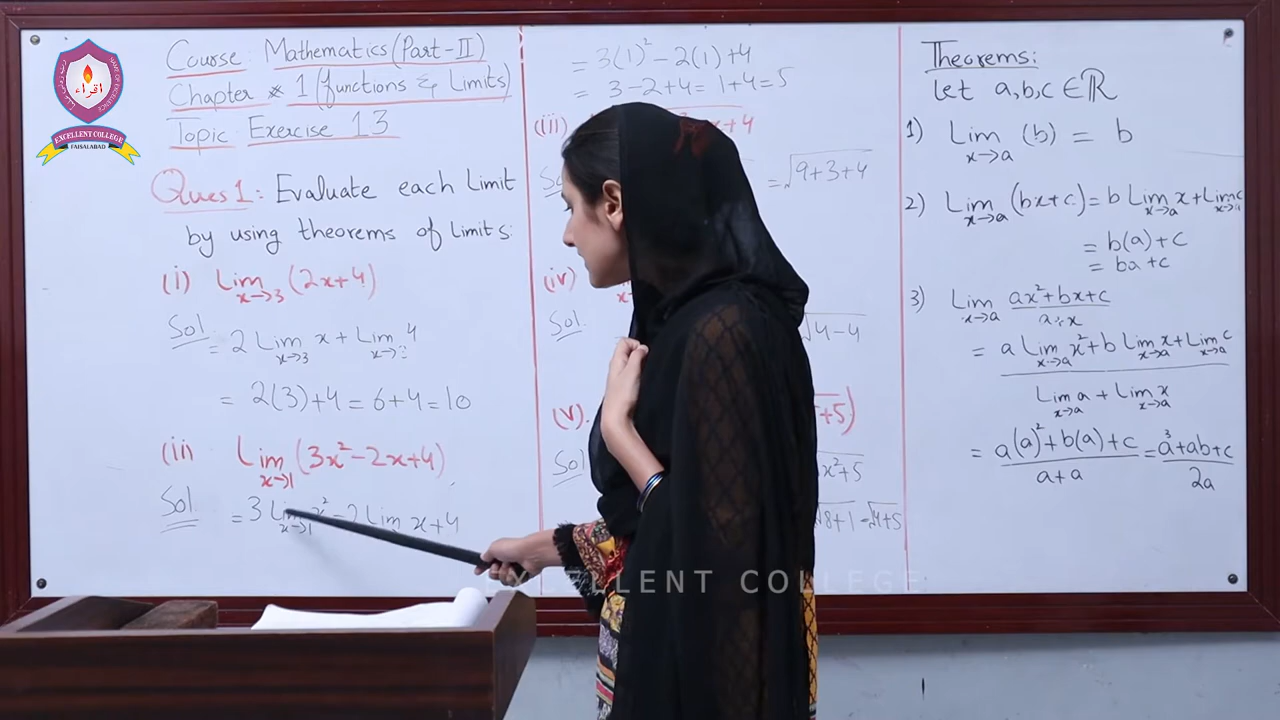 Course: Mathematics (Part-II)
Chapter # 1 (functions & Limits)
Topic: Exercise 1.3
Ques 1: Evaluate each Limit
by using theorems of Limits:
(i) Lim x→3 (2x+4)
Sol
= 2 Lim x→3 x + Lim x→3 4
= 2(3)+4 = 6+4 = 10
(ii) Lim x→1 (3x²-2x+4)
Sol = 3 Lim x→1 x² -2 Lim x+4
= 3(1)² - 2(1)+4
= 3-2+4 = 1+4 = 5
(iii) x+4
= √9+3+4
(iv)
Sol √4-4
(v). +5)
Sol x²+5
√8+1 = √4+5
Theorems:
let a,b,c ∈ ℝ
1) Lim x→a (b) = b
2) Lim x→a (bx+c) = b Lim x→a x + Lim x→a c
= b(a)+c
= ba+c
3) Lim x→a ax²+bx+c / a+x
= a Lim x→a x² + b Lim x→a x + Lim x→a c
Lim x→a a + Lim x→a x
= a(a)²+b(a)+c / a+a = a³+ab+c / 2a
اقراء
EXCELLENT COLLEGE
FAISALABAD
EXCELLENT COLLEGE